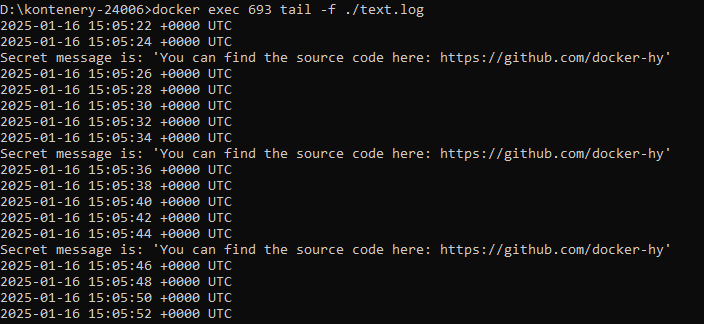 D:\kontenery-24006>docker exec 693 tail -f ./text.log
2025-01-16 15:05:22 +0000 UTC
2025-01-16 15:05:24 +0000 UTC
Secret message is: 'You can find the source code here: https://github.com/docker-hy'
2025-01-16 15:05:26 +0000 UTC
2025-01-16 15:05:28 +0000 UTC
2025-01-16 15:05:30 +0000 UTC
2025-01-16 15:05:32 +0000 UTC
2025-01-16 15:05:34 +0000 UTC
Secret message is: 'You can find the source code here: https://github.com/docker-hy'
2025-01-16 15:05:36 +0000 UTC
2025-01-16 15:05:38 +0000 UTC
2025-01-16 15:05:40 +0000 UTC
2025-01-16 15:05:42 +0000 UTC
2025-01-16 15:05:44 +0000 UTC
Secret message is: 'You can find the source code here: https://github.com/docker-hy'
2025-01-16 15:05:46 +0000 UTC
2025-01-16 15:05:48 +0000 UTC
2025-01-16 15:05:50 +0000 UTC
2025-01-16 15:05:52 +0000 UTC